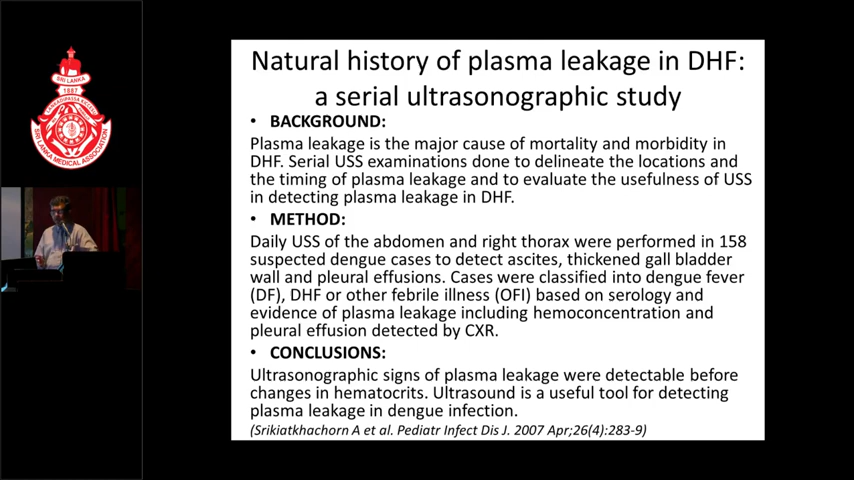 SRI LANKA
1887
SRI LANKA MEDICAL ASSOCIATION
Natural history of plasma leakage in DHF:
a serial ultrasonographic study
• BACKGROUND:
Plasma leakage is the major cause of mortality and morbidity in
DHF. Serial USS examinations done to delineate the locations and
the timing of plasma leakage and to evaluate the usefulness of USS
in detecting plasma leakage in DHF.
• METHOD:
Daily USS of the abdomen and right thorax were performed in 158
suspected dengue cases to detect ascites, thickened gall bladder
wall and pleural effusions. Cases were classified into dengue fever
(DF), DHF or other febrile illness (OFI) based on serology and
evidence of plasma leakage including hemoconcentration and
pleural effusion detected by CXR.
• CONCLUSIONS:
Ultrasonographic signs of plasma leakage were detectable before
changes in hematocrits. Ultrasound is a useful tool for detecting
plasma leakage in dengue infection.
(Srikiatkhachorn A et al. Pediatr Infect Dis J. 2007 Apr;26(4):283-9)